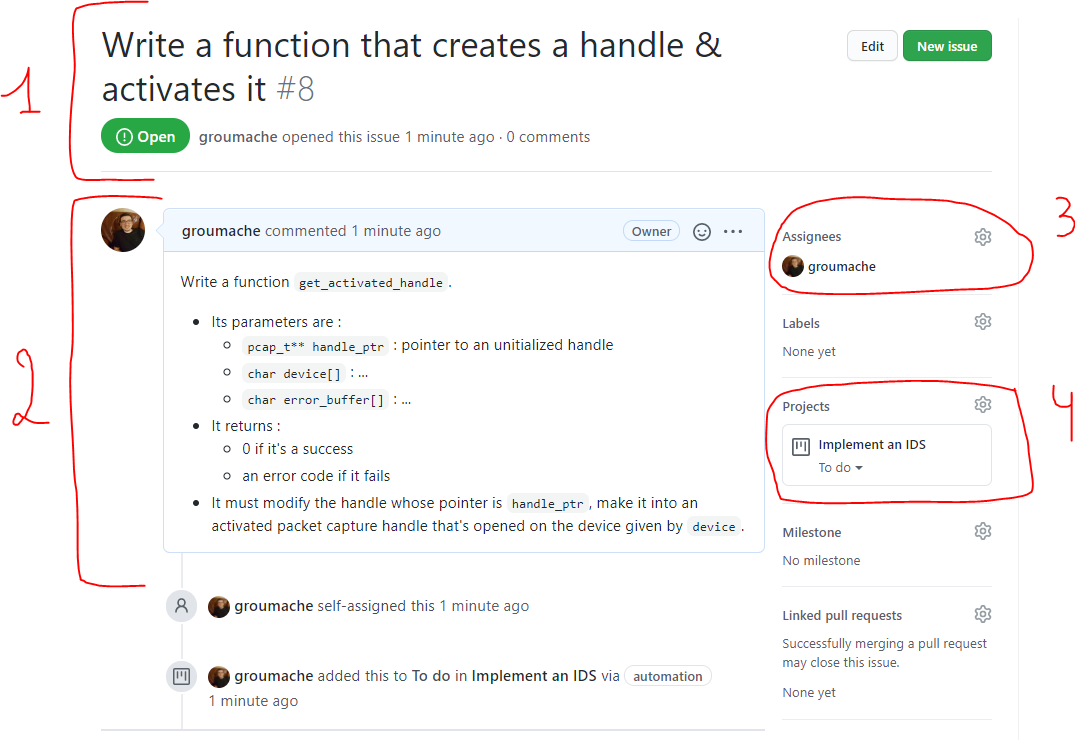 1
Write a function that creates a handle &
activates it #8
Edit
New issue
Open
groumache opened this issue 1 minute ago · 0 comments
2
groumache commented 1 minute ago
Owner
Write a function get_activated_handle .
Its parameters are :
pcap_t** handle_ptr : pointer to an unitialized handle
char device[] : ...
char error_buffer[] : ...
It returns :
0 if it's a success
an error code if it fails
It must modify the handle whose pointer is handle_ptr , make it into an
activated packet capture handle that's opened on the device given by device .
groumache self-assigned this 1 minute ago
groumache added this to To do in Implement an IDS via automation
1 minute ago
3
Assignees
groumache
Labels
None yet
4
Projects
Implement an IDS
To do
Milestone
No milestone
Linked pull requests
Successfully merging a pull request
may close this issue.
None yet